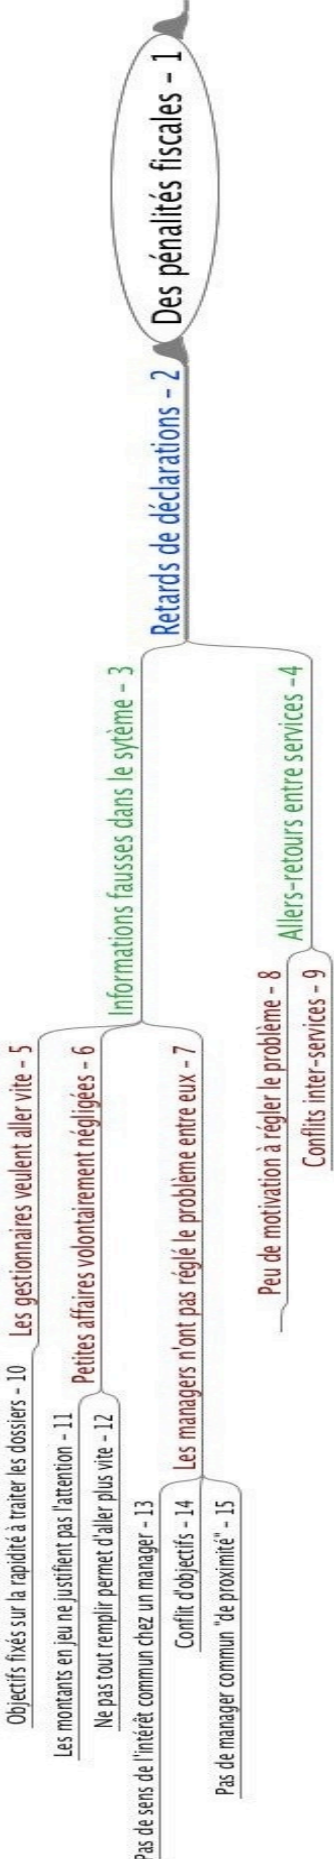 Des pénalités fiscales - 1
Retards de déclarations - 2
Informations fausses dans le sytème - 3
Allers-retours entre services -4
Les gestionnaires veulent aller vite - 5
Petites affaires volontairement négligées - 6
Les managers n'ont pas réglé le problème entre eux - 7
Peu de motivation à régler le problème - 8
Conflits inter-services - 9
Objectifs fixés sur la rapidité à traiter les dossiers - 10
Les montants en jeu ne justifient pas l'attention - 11
Ne pas tout remplir permet d'aller plus vite - 12
Pas de sens de l'intérêt commun chez un manager - 13
Conflit d'objectifs - 14
Pas de manager commun "de proximité" - 15